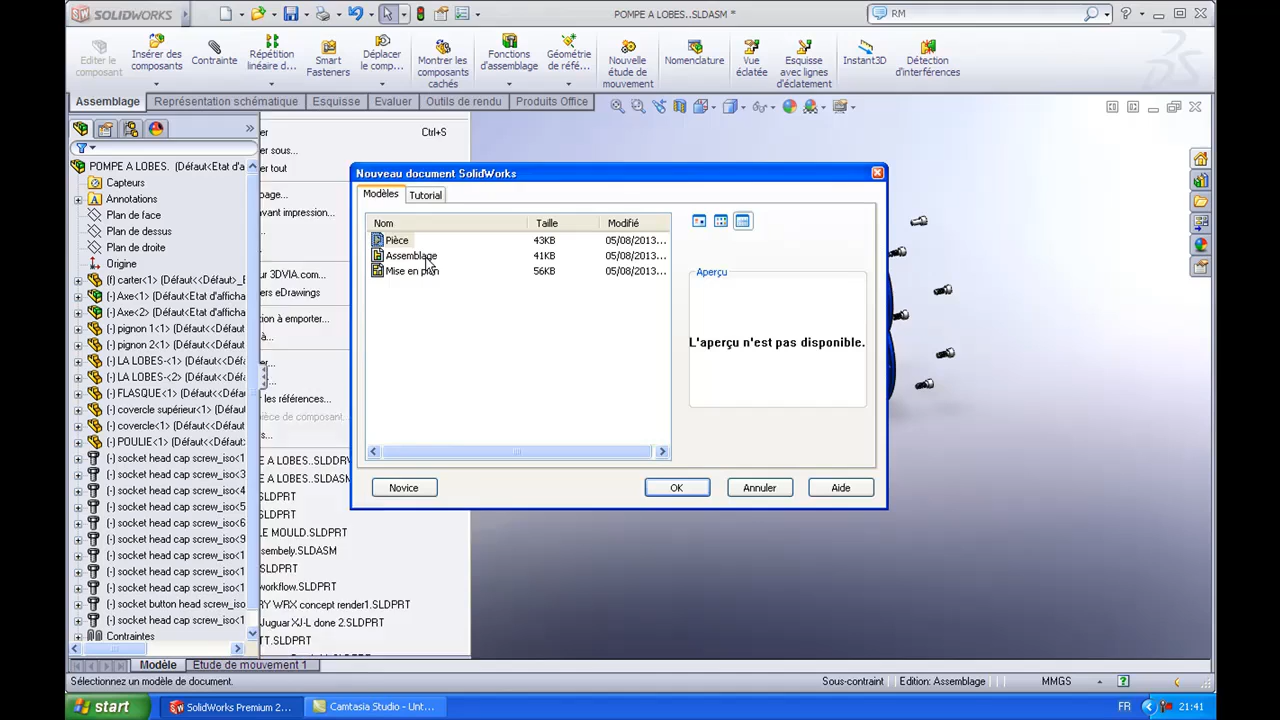 SOLIDWORKS
POMPE A LOBES..SLDASM *
RM
Editer le composant
Insérer des composants
Contrainte
Répétition linéaire d...
Smart Fasteners
Déplacer le comp...
Montrer les composants cachés
Fonctions d'assemblage
Géométrie de réfé...
Nouvelle étude de mouvement
Nomenclature
Vue éclatée
Esquisse avec lignes d'éclatement
Instant3D
Détection d'interférences
Assemblage
Représentation schématique
Esquisse
Evaluer
Outils de rendu
Produits Office
POMPE A LOBES. (Défaut<Etat d'a
Capteurs
Annotations
Plan de face
Plan de dessus
Plan de droite
Origine
(f) carter<1> (Défaut<<Défaut>
(-) Axe<1> (Défaut<Etat d'afficha
(-) Axe<2> (Défaut<Etat d'afficha
(-) pignon 1<1> (Défaut<<Défau
(-) pignon 2<1> (Défaut<<Défau
(-) LA LOBES-<1> (Défaut<<Défa
(-) LA LOBES-<2> (Défaut<<Défa
(-) FLASQUE<1> (Défaut<<Défau
(-) covercle supérieur<1> (Défaut
(-) covercle<1> (Défaut<<Défau
(-) POULIE<1> (Défaut<<Défaut
(-) socket head cap screw_iso<1
(-) socket head cap screw_iso<3
(-) socket head cap screw_iso<4
(-) socket head cap screw_iso<5
(-) socket head cap screw_iso<6
(-) socket head cap screw_iso<9
(-) socket head cap screw_iso<1
(-) socket head cap screw_iso<1
(-) socket head cap screw_iso<1
(-) socket button head screw_iso
(-) socket head cap screw_iso<1
Contraintes
er
Ctrl+S
sous...
er tout
page...
avant impression...
r...
ar 3DVIA.com...
ers eDrawings
ition à emporter...
à...
er...
...
r les références...
pièce de composant...
s...
E A LOBES..SLDDRV
E A LOBES..SLDASM
SLDPRT
SLDPRT
LE MOULD.SLDPRT
ssembely.SLDASM
SLDPRT
workflow.SLDPRT
RY WRX concept render1.SLDPRT
Juguar XJ-L done 2.SLDPRT
TT.SLDPRT
Nouveau document SolidWorks
Modèles
Tutorial
Nom Taille Modifié
Pièce 43KB 05/08/2013...
Assemblage 41KB 05/08/2013...
Mise en plan 56KB 05/08/2013...
Aperçu
L'aperçu n'est pas disponible.
Novice
OK
Annuler
Aide
Modèle
Etude de mouvement 1
Sélectionnez un modèle de document.
Sous-contraint
Edition: Assemblage
MMGS
start
SolidWorks Premium 2...
Camtasia Studio - Unt...
FR
21:41